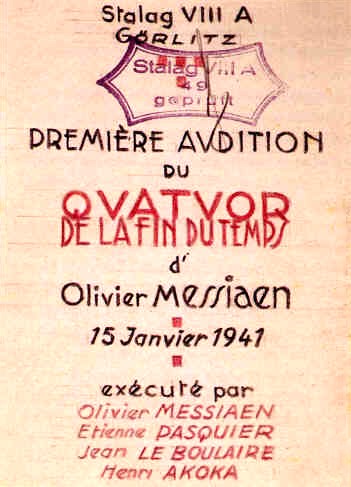 Stalag VIII A
GÖRLITZ
Stalag VIII A
49
geprüft
PREMIÈRE AVDITION
DU
QVATVOR
DE LA FIN DU TEMPS
d'
Olivier Messiaen
15 Janvier 1941
exécuté par
Olivier MESSIAEN
Etienne PASQUIER
Jean LE BOULAIRE
Henri AKOKA